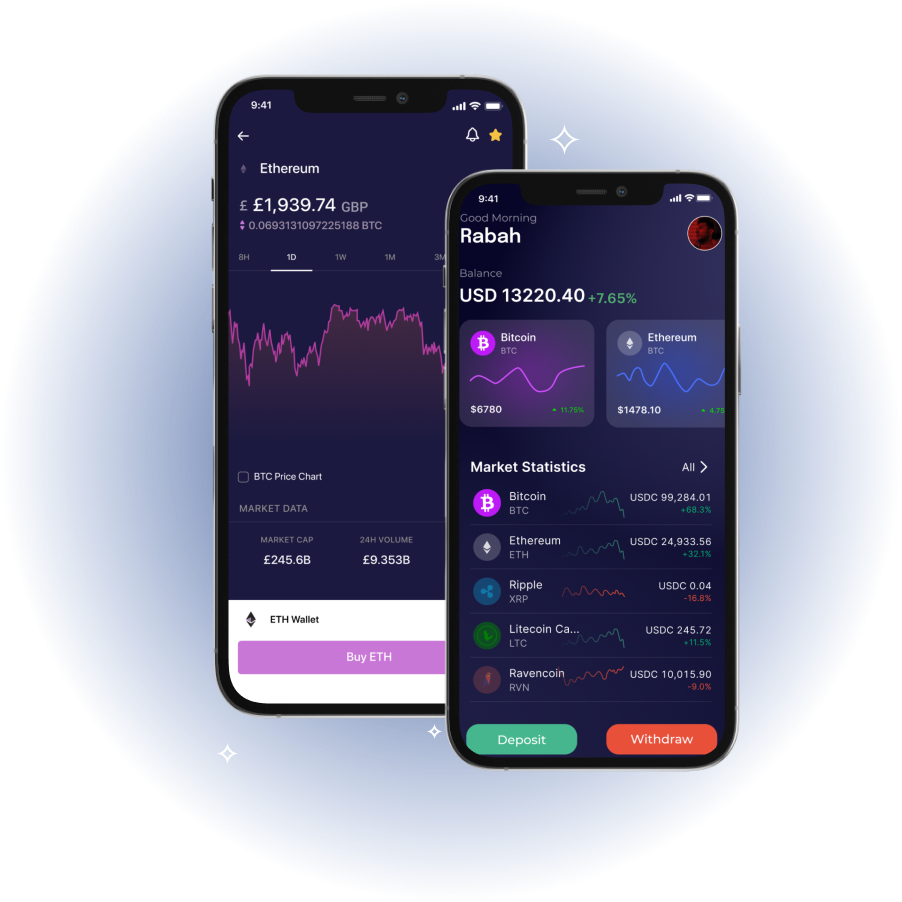 9:41
Ethereum
£ £1,939.74 GBP
0.0693131097225188 BTC
8H 1D 1W 1M 3M
BTC Price Chart
MARKET DATA
MARKET CAP 24H VOLUME
£245.6B £9.353B
ETH Wallet
Buy ETH
9:41
Good Morning
Rabah
Balance
USD 13220.40 +7.65%
Bitcoin
BTC
$6780 11.75%
Ethereum
BTC
$1478.10 4.75
Market Statistics All
Bitcoin USDC 99,284.01
BTC +68.3%
Ethereum USDC 24,933.56
ETH +32.1%
Ripple USDC 0.04
XRP -16.8%
Litecoin Ca... USDC 245.72
LTC +11.5%
Ravencoin USDC 10,015.90
RVN -9.0%
Deposit Withdraw